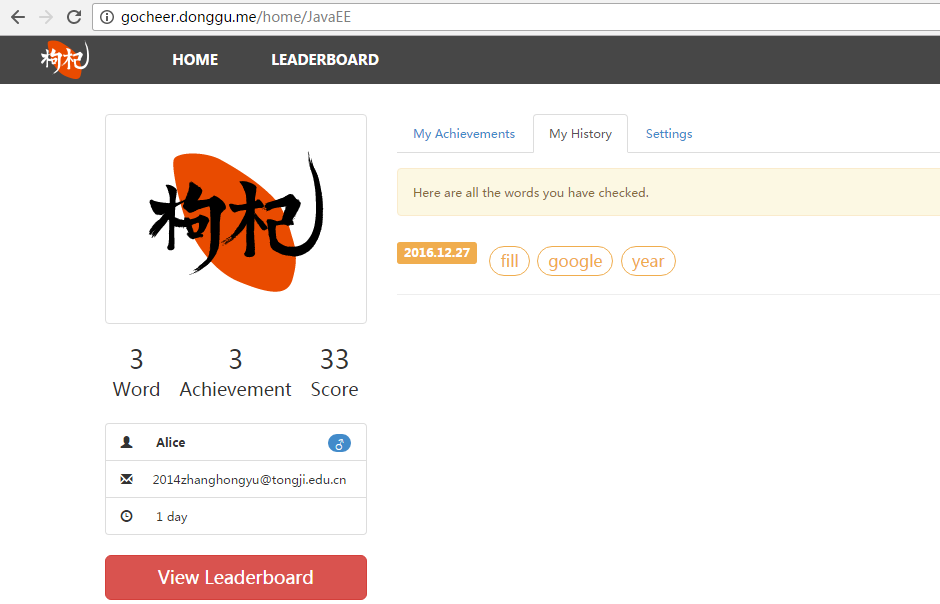 gocheer.donggu.me/home/JavaEE
枸杞 HOME LEADERBOARD
枸杞
3 3 33
Word Achievement Score
Alice
2014zhanghongyu@tongji.edu.cn
1 day
View Leaderboard
My Achievements My History Settings
Here are all the words you have checked.
2016.12.27 fill google year